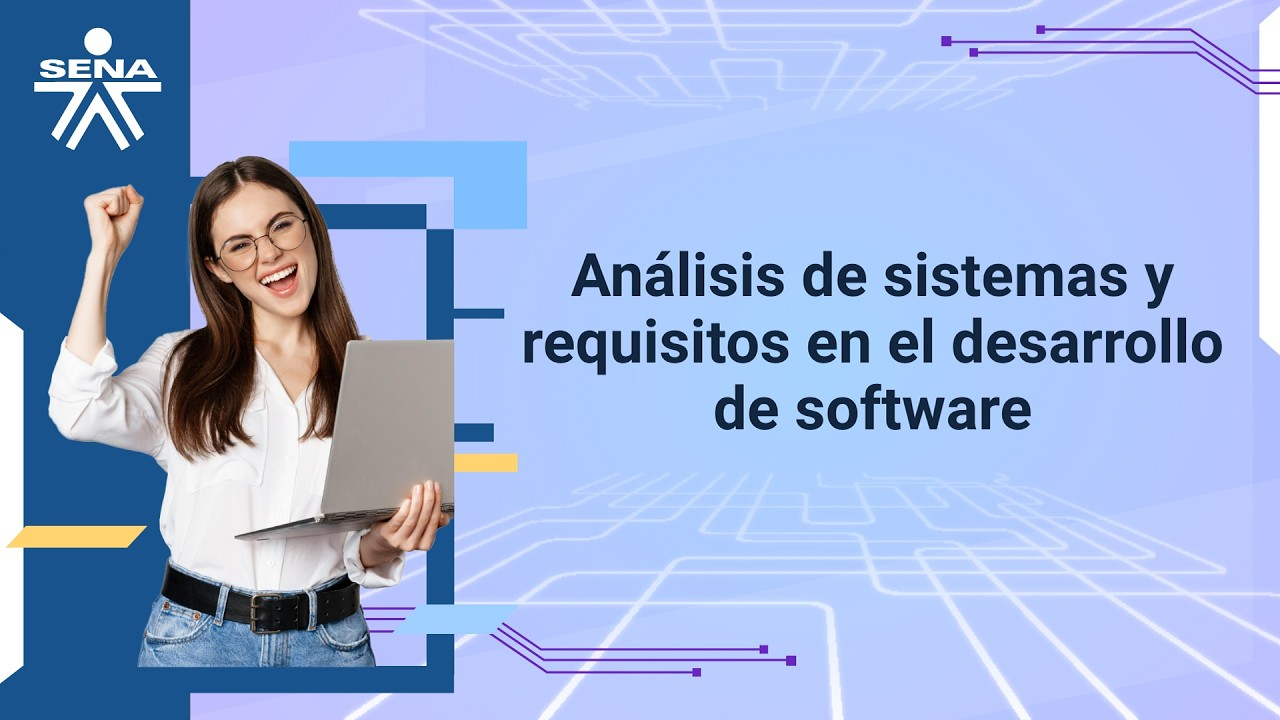 SENA
Análisis de sistemas y
requisitos en el desarrollo
de software